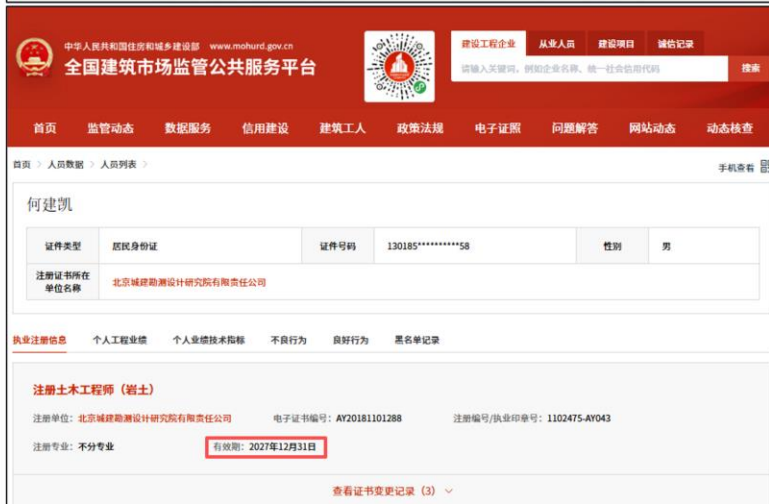 中华人民共和国住房和城乡建设部 www.mohurd.gov.cn
全国建筑市场监管公共服务平台
建设工程企业 从业人员 建设项目 诚信记录
请输入关键词，例如企业名称、统一社会信用代码 搜索
首页 监管动态 数据服务 信用建设 建筑工人 政策法规 电子证照 问题解答 网站动态 动态核查
首页 > 人员数据 > 人员列表 >
手机查看
何建凯
证件类型 居民身份证 证件号码 130185**********58 性别 男
注册证书所在
单位名称 北京城建勘测设计研究院有限责任公司
执业注册信息 个人工程业绩 个人业绩技术指标 不良行为 良好行为 黑名单记录
注册土木工程师（岩土）
注册单位：北京城建勘测设计研究院有限责任公司 电子证书编号：AY20181101288 注册编号/执业印章号：1102475-AY043
注册专业：不分专业 有效期：2027年12月31日
查看证书变更记录（3）